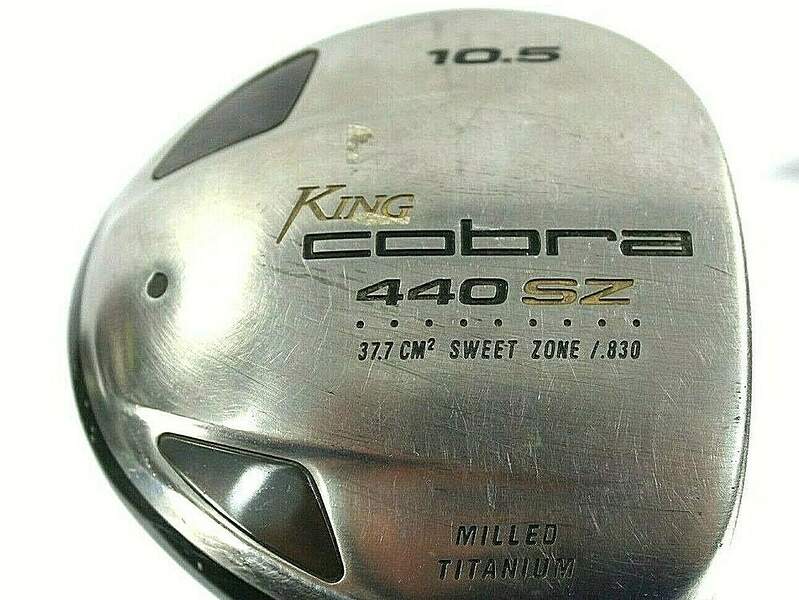 10.5
KING
cobra
440 SZ
37.7 CM² SWEET ZONE /.830
MILLED
TITANIUM